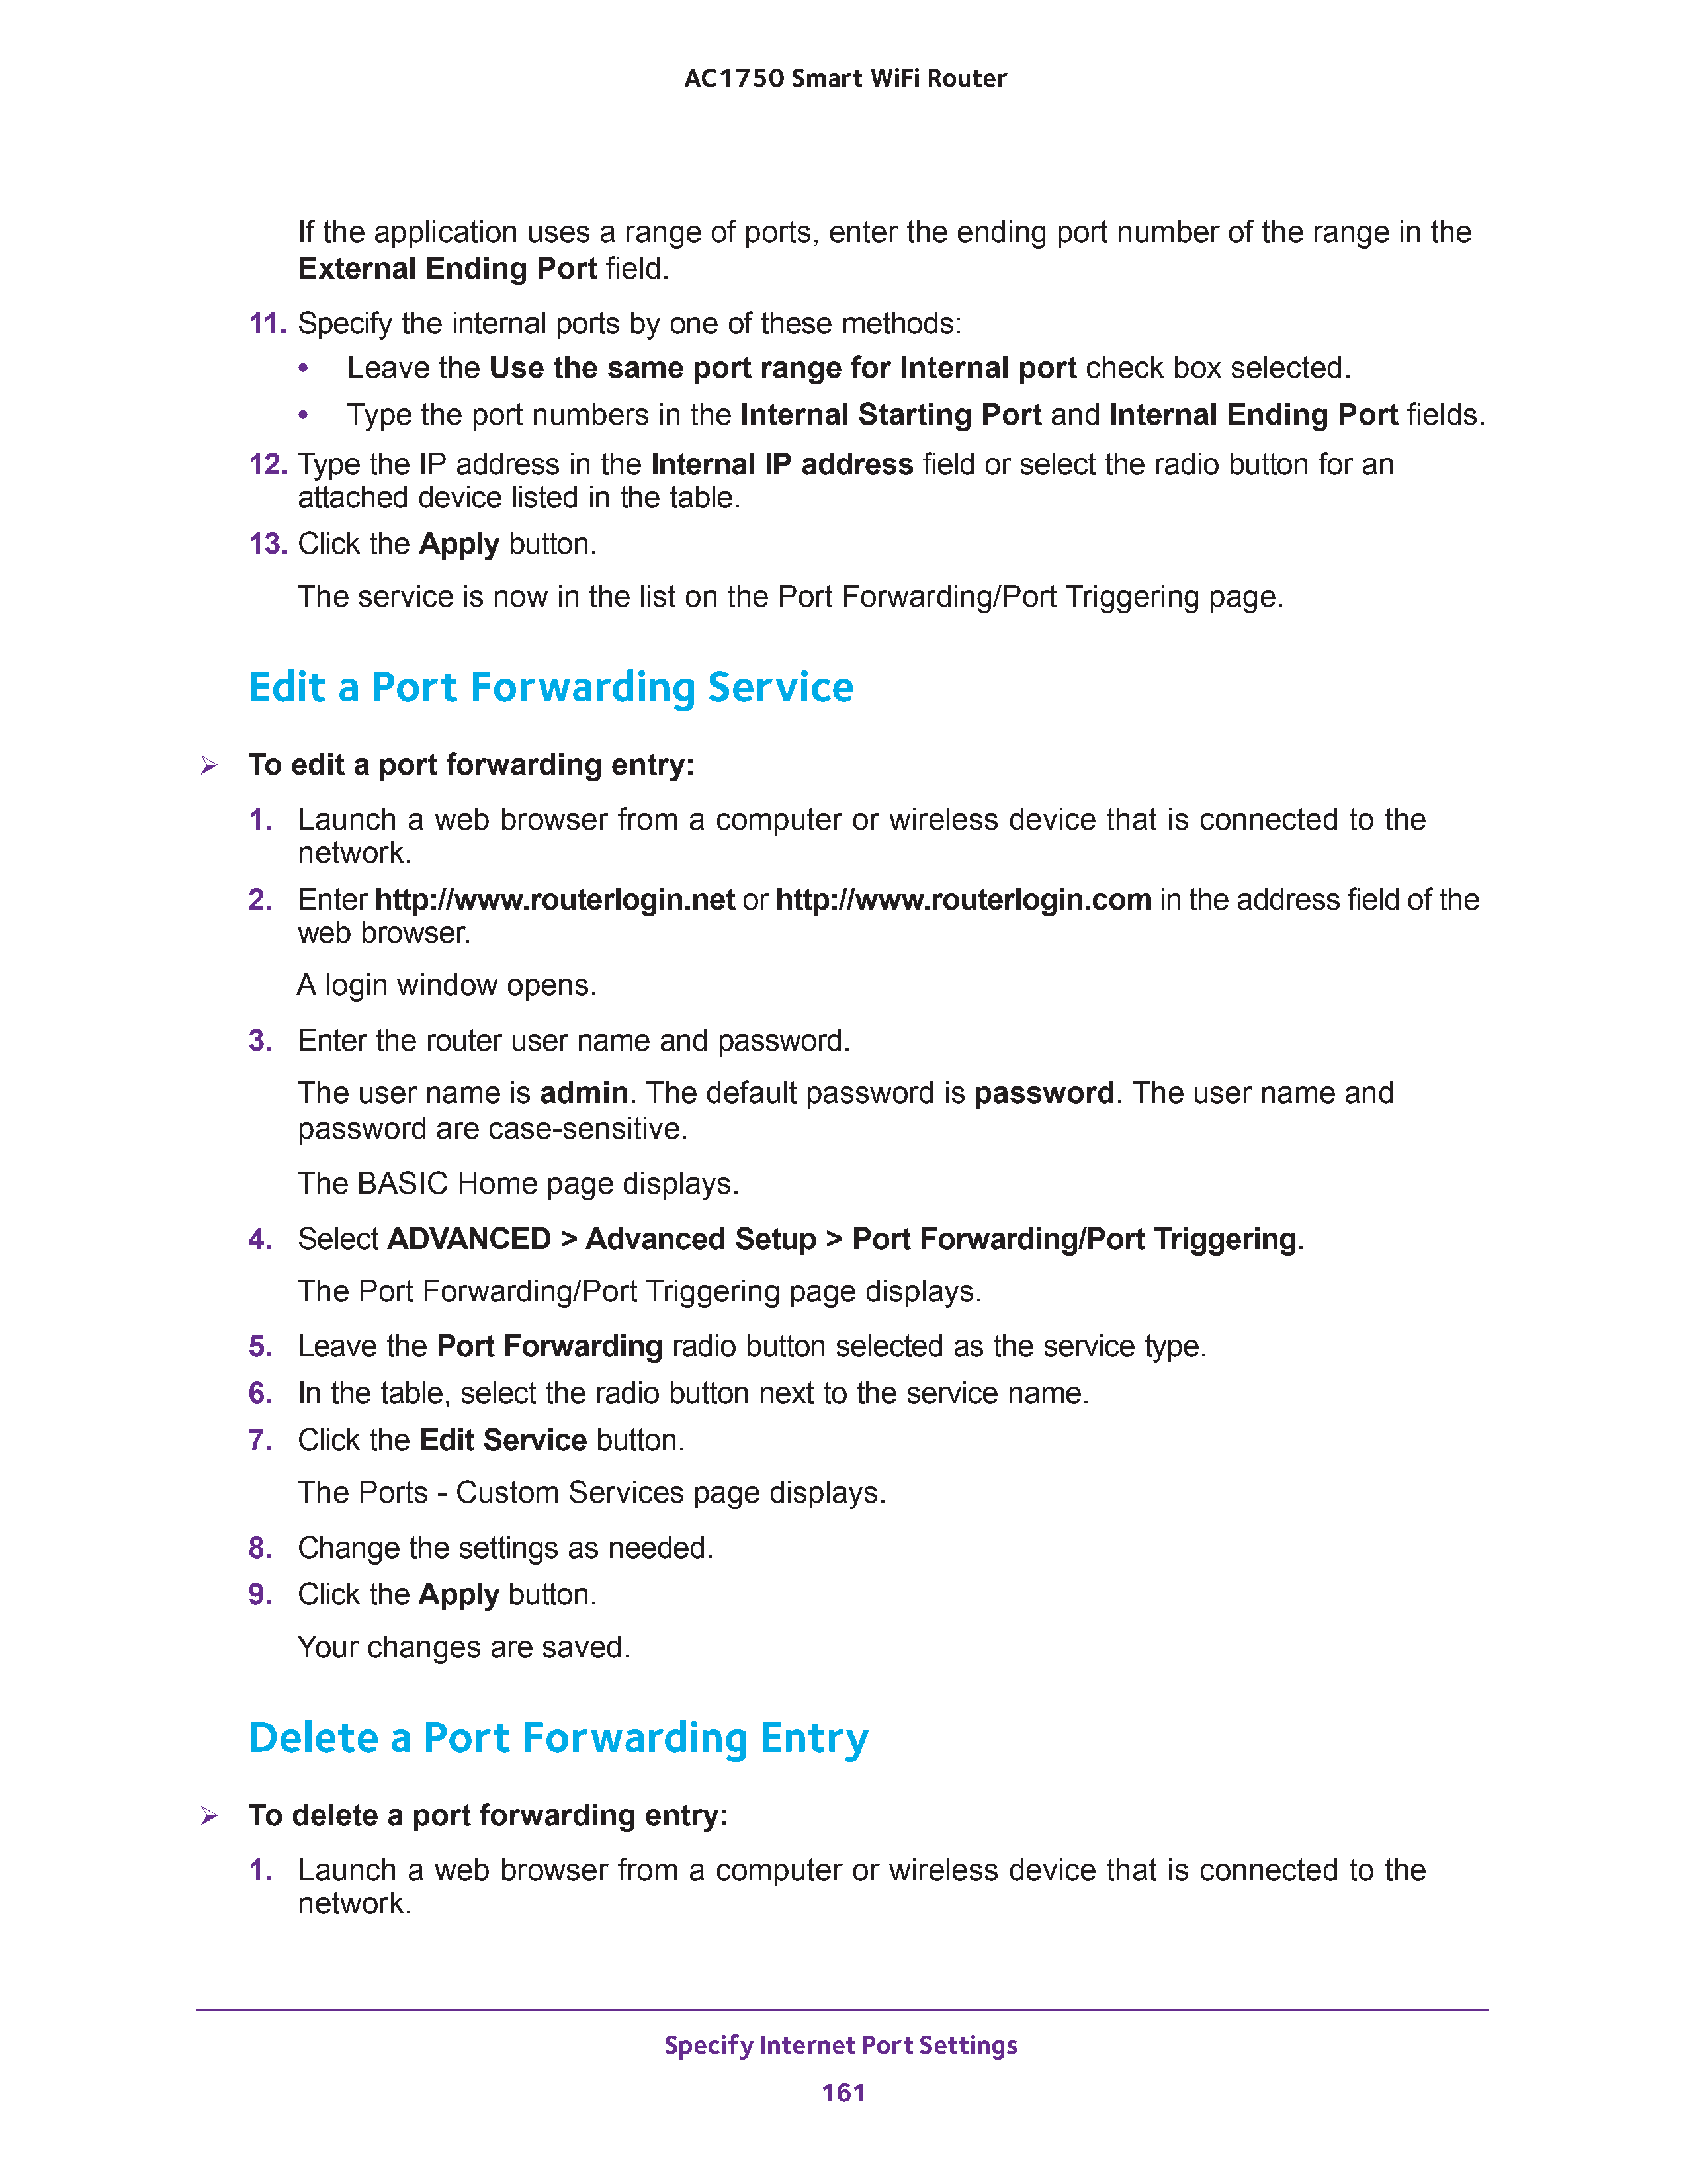 AC1750 Smart WiFi Router
If the application uses a range of ports, enter the ending port number of the range in the
External Ending Port field.
11. Specify the internal ports by one of these methods:
• Leave the Use the same port range for Internal port check box selected.
• Type the port numbers in the Internal Starting Port and Internal Ending Port fields.
12. Type the IP address in the Internal IP address field or select the radio button for an
attached device listed in the table.
13. Click the Apply button.
The service is now in the list on the Port Forwarding/Port Triggering page.
Edit a Port Forwarding Service
➢ To edit a port forwarding entry:
1. Launch a web browser from a computer or wireless device that is connected to the
network.
2. Enter http://www.routerlogin.net or http://www.routerlogin.com in the address field of the
web browser.
A login window opens.
3. Enter the router user name and password.
The user name is admin. The default password is password. The user name and
password are case-sensitive.
The BASIC Home page displays.
4. Select ADVANCED > Advanced Setup > Port Forwarding/Port Triggering.
The Port Forwarding/Port Triggering page displays.
5. Leave the Port Forwarding radio button selected as the service type.
6. In the table, select the radio button next to the service name.
7. Click the Edit Service button.
The Ports - Custom Services page displays.
8. Change the settings as needed.
9. Click the Apply button.
Your changes are saved.
Delete a Port Forwarding Entry
➢ To delete a port forwarding entry:
1. Launch a web browser from a computer or wireless device that is connected to the
network.
Specify Internet Port Settings
161